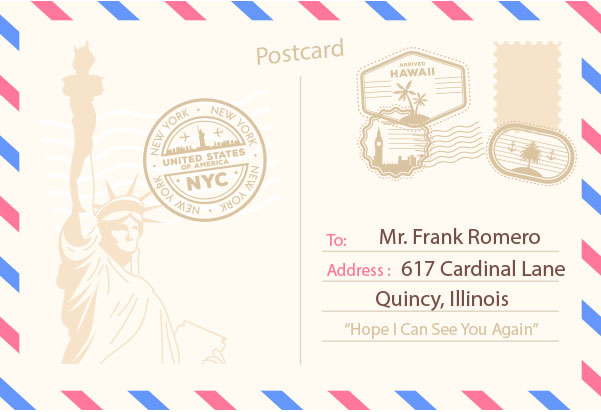 Postcard
ARRIVED
HAWAII
NEW YORK • NEW YORK • NEW YORK • NEW YORK
UNITED STATES
OF AMERICA
NYC
To: Mr. Frank Romero
Address : 617 Cardinal Lane
Quincy, Illinois
“Hope I Can See You Again”